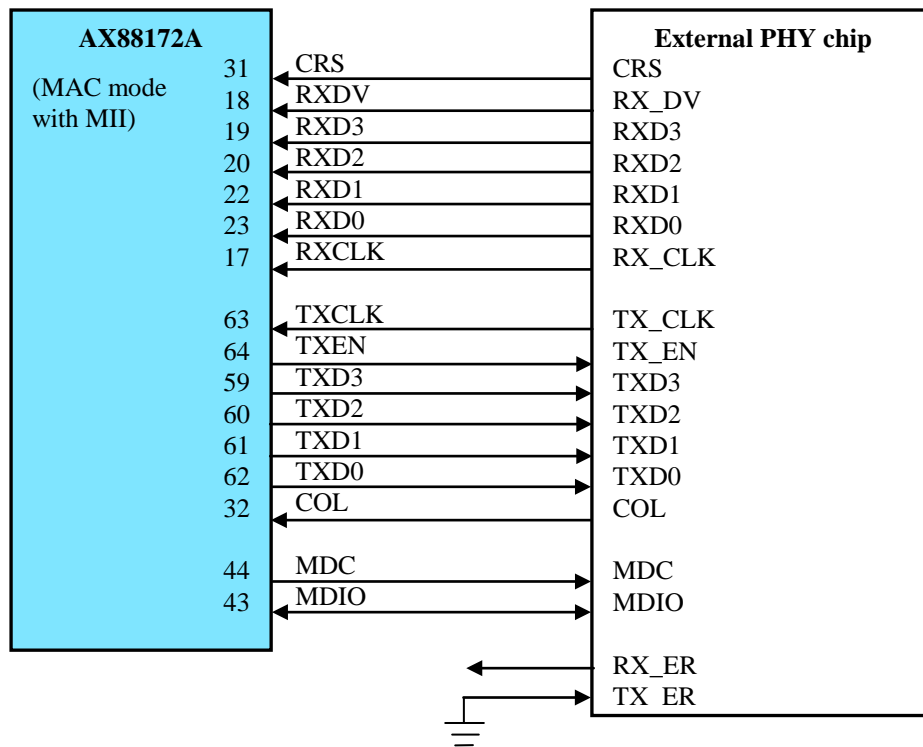 AX88172A External PHY chip
(MAC mode
with MII)
31 CRS CRS
18 RXDV RX_DV
19 RXD3 RXD3
20 RXD2 RXD2
22 RXD1 RXD1
23 RXD0 RXD0
17 RXCLK RX_CLK
63 TXCLK TX_CLK
64 TXEN TX_EN
59 TXD3 TXD3
60 TXD2 TXD2
61 TXD1 TXD1
62 TXD0 TXD0
32 COL COL
44 MDC MDC
43 MDIO MDIO
RX_ER
TX_ER